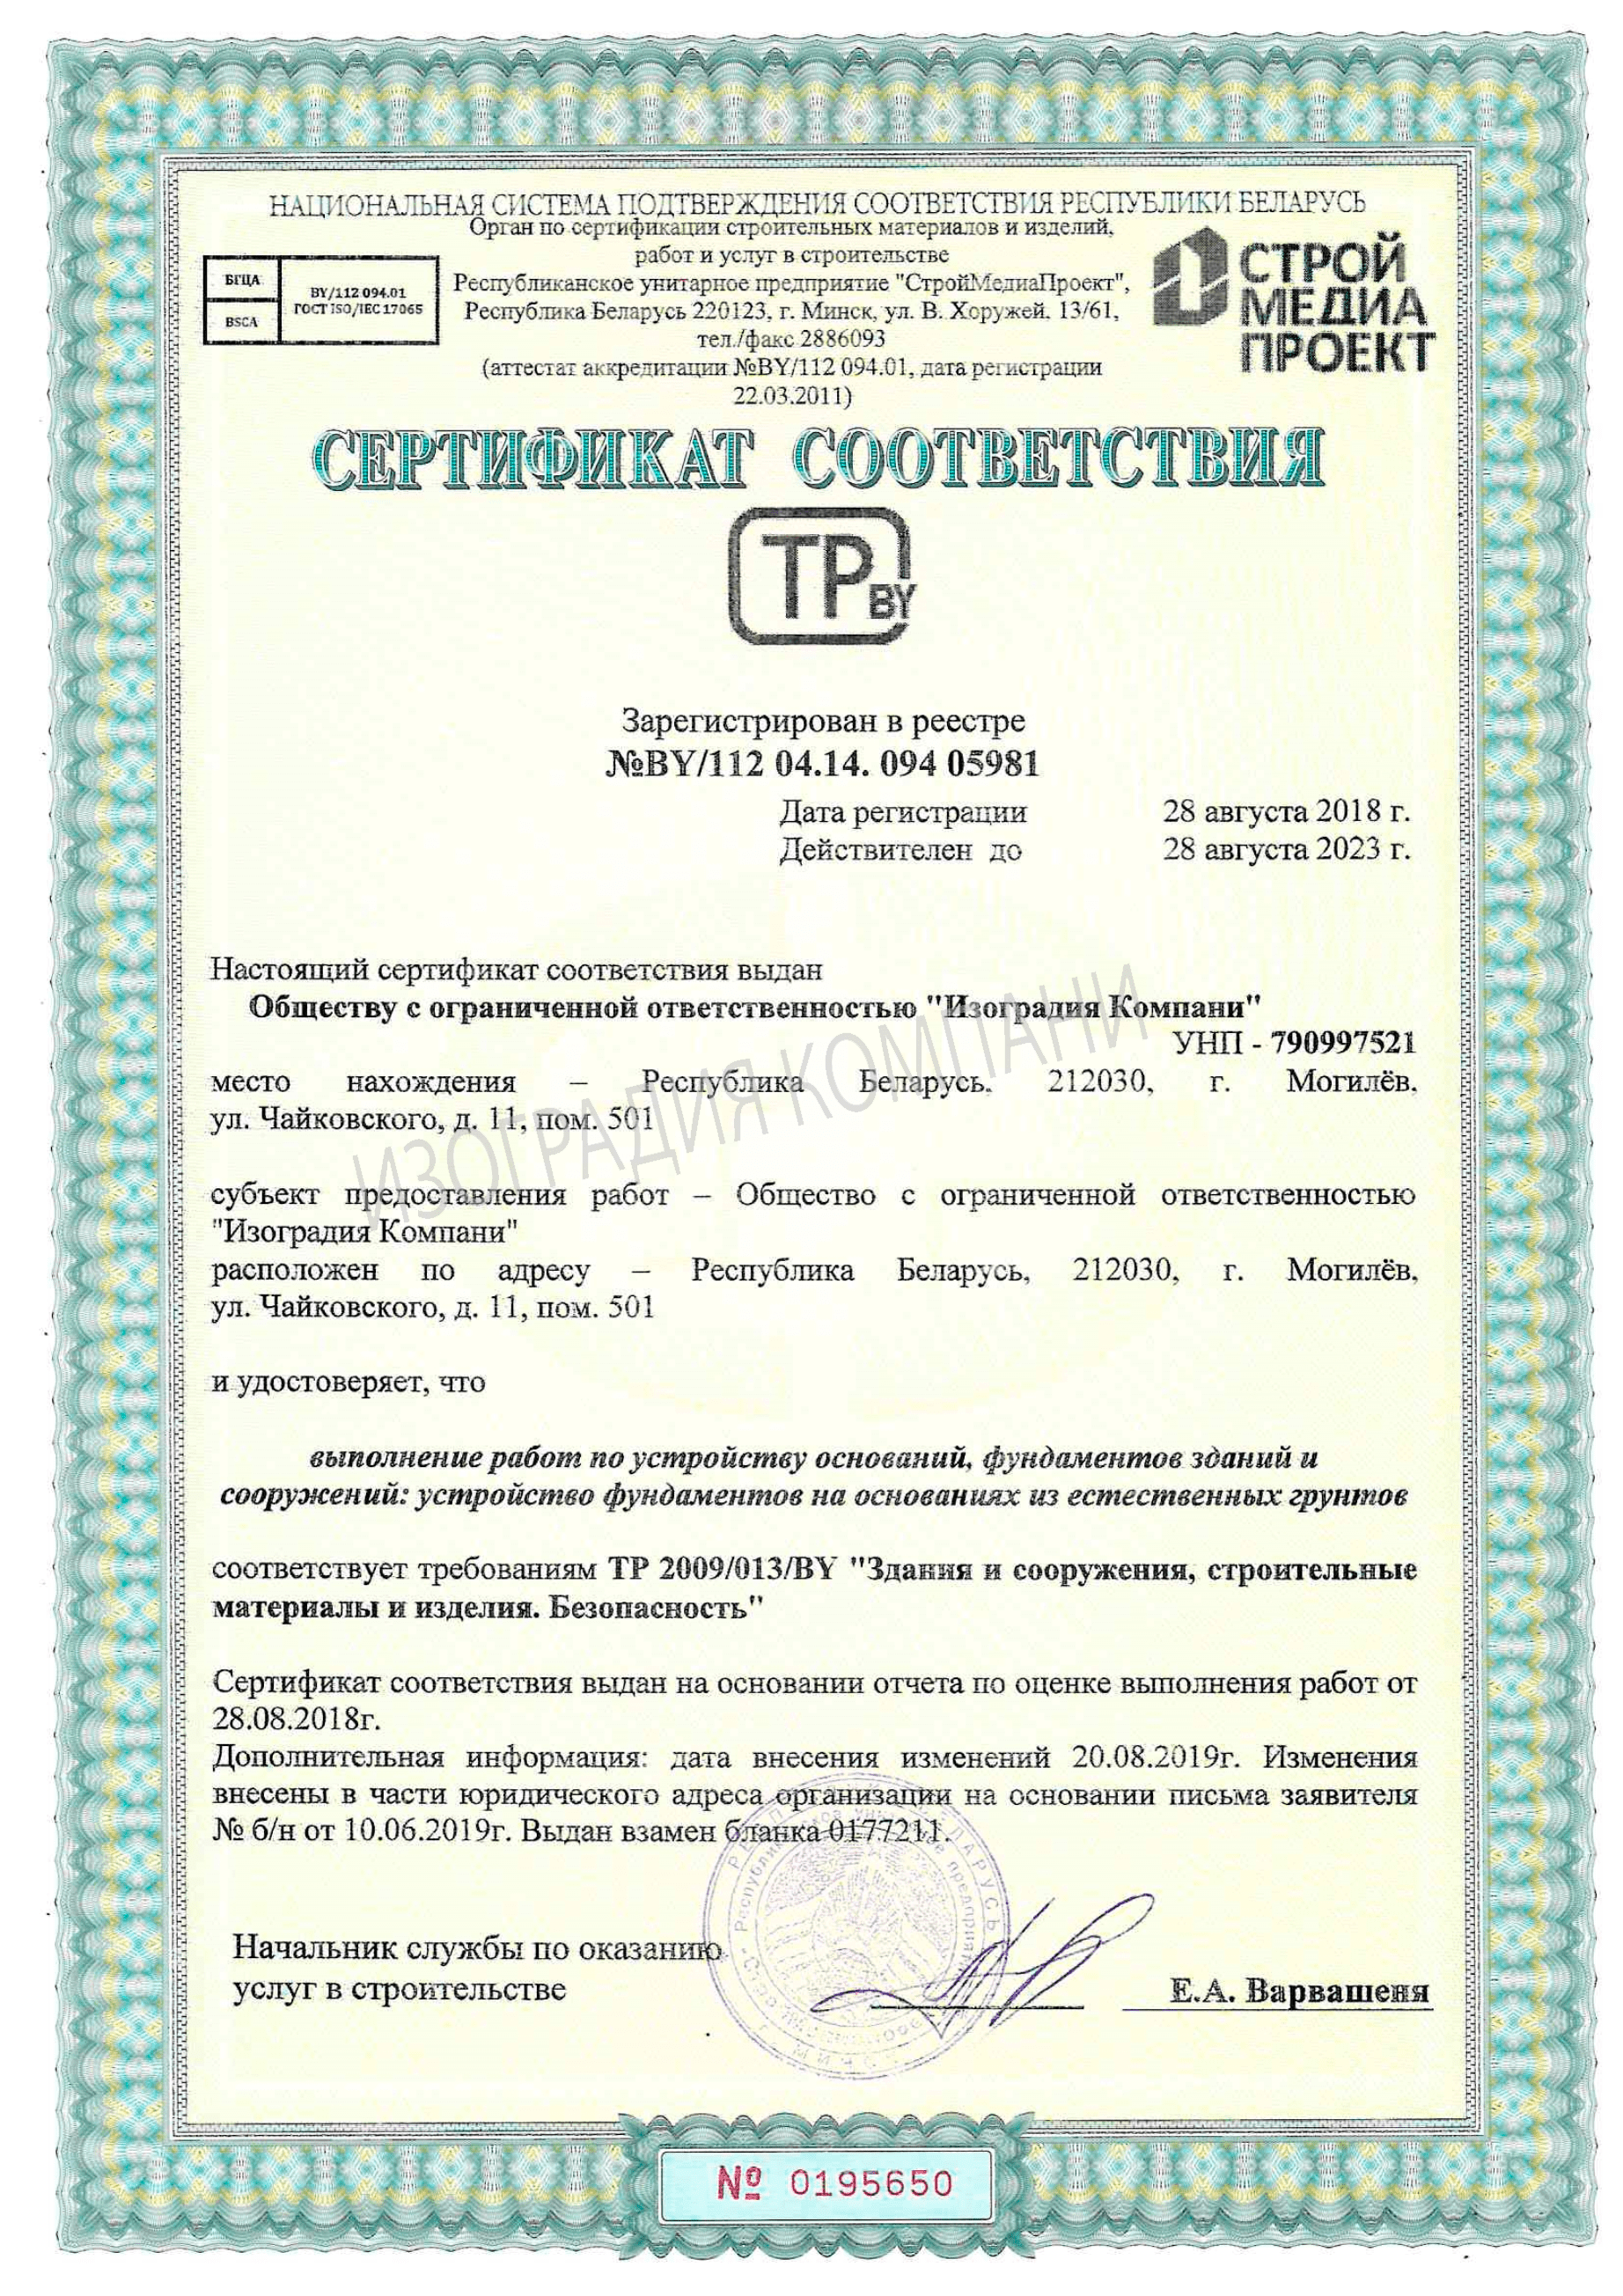 НАЦИОНАЛЬНАЯ СИСТЕМА ПОДТВЕРЖДЕНИЯ СООТВЕТСТВИЯ РЕСПУБЛИКИ БЕЛАРУСЬ
Орган по сертификации строительных материалов и изделий,
работ и услуг в строительстве
Республиканское унитарное предприятие "СтройМедиаПроект",
Республика Беларусь 220123, г. Минск, ул. В. Хоружей, 13/61,
тел./факс 2886093
(аттестат аккредитации №BY/112 094.01, дата регистрации
22.03.2011)
БГЦА
BSCA
BY/112 094.01
ГОСТ ISO/IEC 17065
СТРОЙ
МЕДИА
ПРОЕКТ
СЕРТИФИКАТ СООТВЕТСТВИЯ
ТР BY
Зарегистрирован в реестре
№BY/112 04.14. 094 05981
Дата регистрации 28 августа 2018 г.
Действителен до 28 августа 2023 г.
Настоящий сертификат соответствия выдан
Обществу с ограниченной ответственностью "Изоградия Компани"
УНП - 790997521
место нахождения – Республика Беларусь, 212030, г. Могилёв,
ул. Чайковского, д. 11, пом. 501
ИЗОГРАДИЯ КОМПАНИ
субъект предоставления работ – Общество с ограниченной ответственностью
"Изоградия Компани"
расположен по адресу – Республика Беларусь, 212030, г. Могилёв,
ул. Чайковского, д. 11, пом. 501
и удостоверяет, что
выполнение работ по устройству оснований, фундаментов зданий и
сооружений: устройство фундаментов на основаниях из естественных грунтов
соответствует требованиям ТР 2009/013/BY "Здания и сооружения, строительные
материалы и изделия. Безопасность"
Сертификат соответствия выдан на основании отчета по оценке выполнения работ от
28.08.2018г.
Дополнительная информация: дата внесения изменений 20.08.2019г. Изменения
внесены в части юридического адреса организации на основании письма заявителя
№ б/н от 10.06.2019г. Выдан взамен бланка 0177211.
Начальник службы по оказанию
услуг в строительстве
Е.А. Варвашеня
№ 0195650